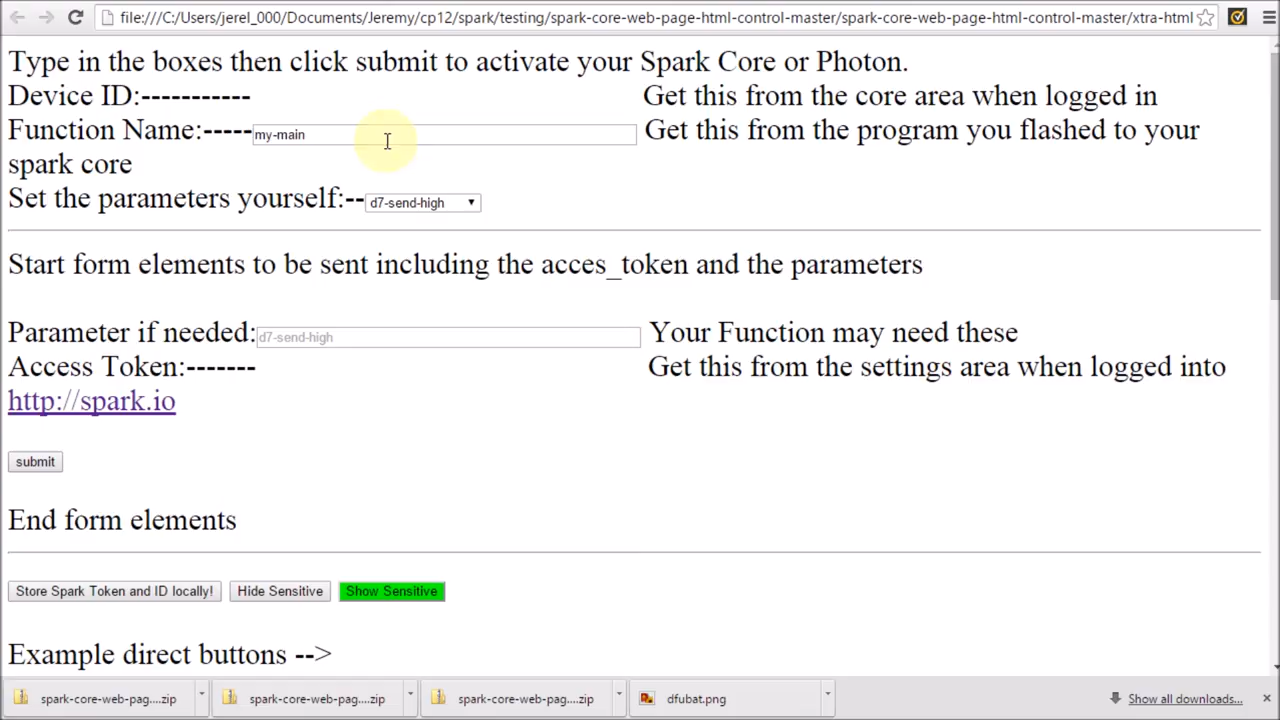 file:///C:/Users/jerel_000/Documents/Jeremy/cp12/spark/testing/spark-core-web-page-html-control-master/spark-core-web-page-html-control-master/xtra-html
Type in the boxes then click submit to activate your Spark Core or Photon.
Device ID:----------- Get this from the core area when logged in
Function Name:----- my-main Get this from the program you flashed to your
spark core
Set the parameters yourself:-- d7-send-high
Start form elements to be sent including the acces_token and the parameters
Parameter if needed: d7-send-high Your Function may need these
Access Token:------- Get this from the settings area when logged into
http://spark.io
submit
End form elements
Store Spark Token and ID locally! Hide Sensitive Show Sensitive
Example direct buttons -->
spark-core-web-pag....zip spark-core-web-pag....zip spark-core-web-pag....zip dfubat.png Show all downloads...